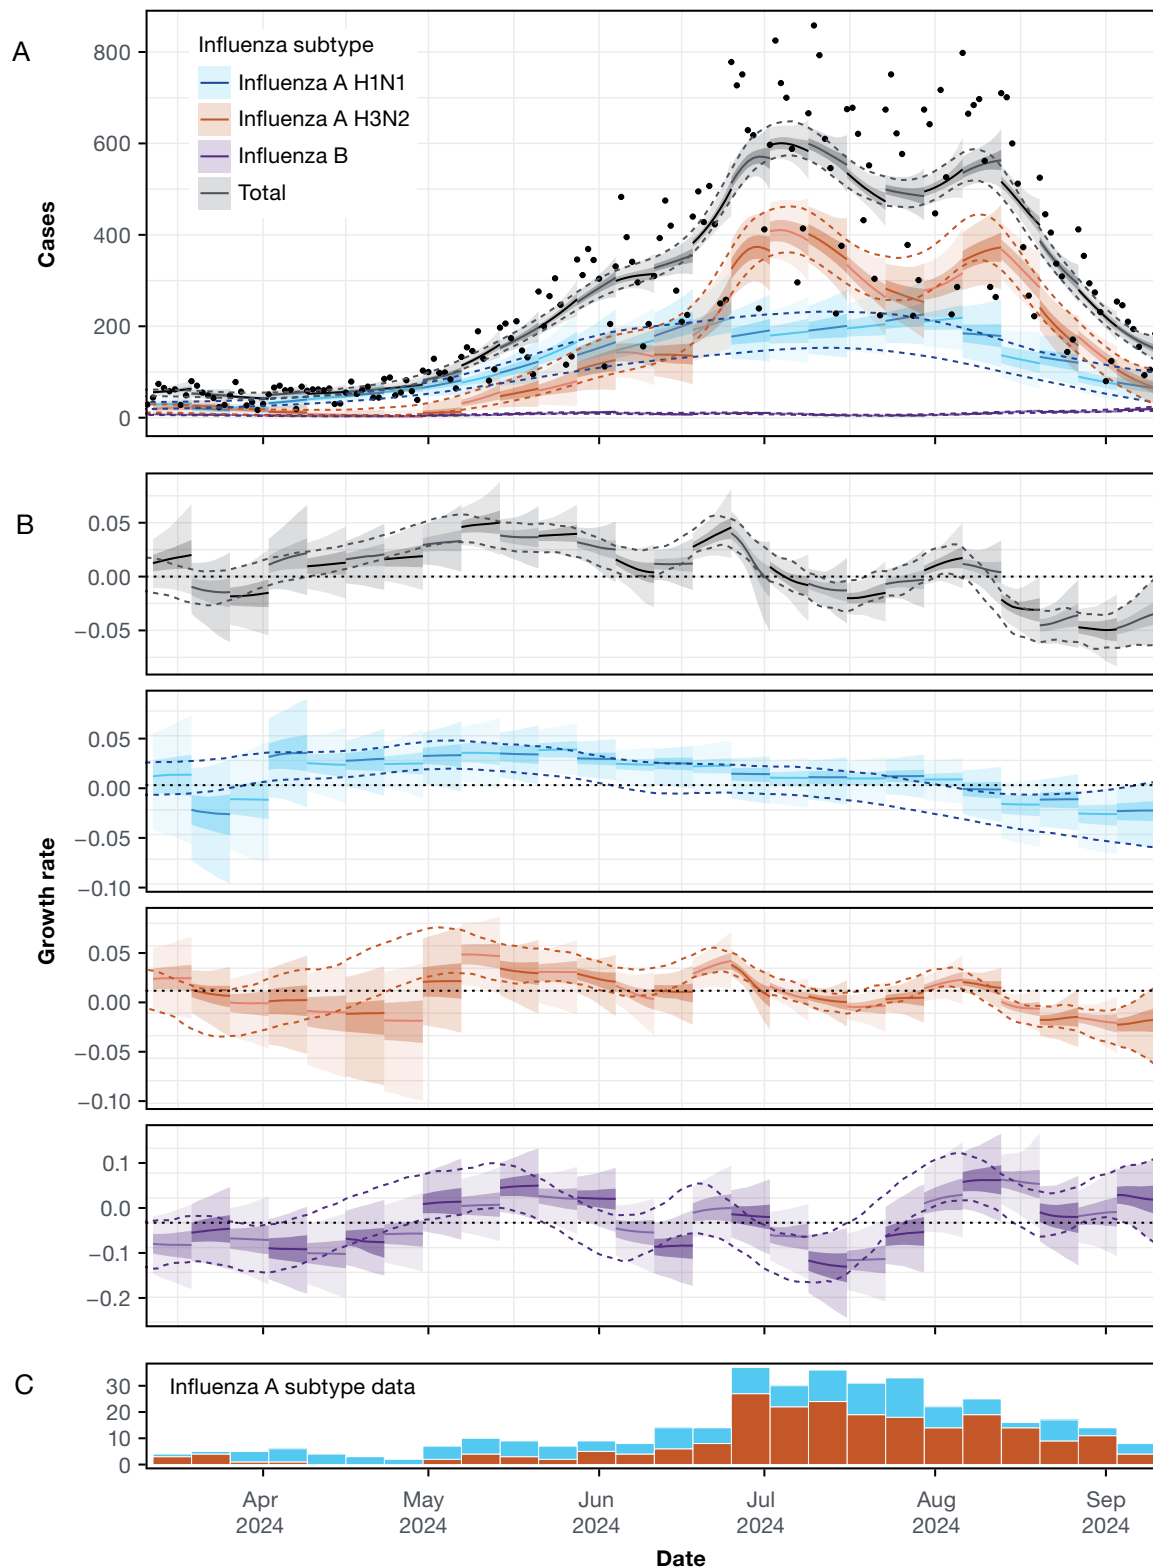 A
Cases
800
600
400
200
0
Influenza subtype
Influenza A H1N1
Influenza A H3N2
Influenza B
Total
B
Growth rate
0.05
0.00
−0.05
0.05
0.00
−0.05
−0.10
0.05
0.00
−0.05
−0.10
0.1
0.0
−0.1
−0.2
C
Influenza A subtype data
30
20
10
0
Apr May Jun Jul Aug Sep
2024 2024 2024 2024 2024 2024
Date